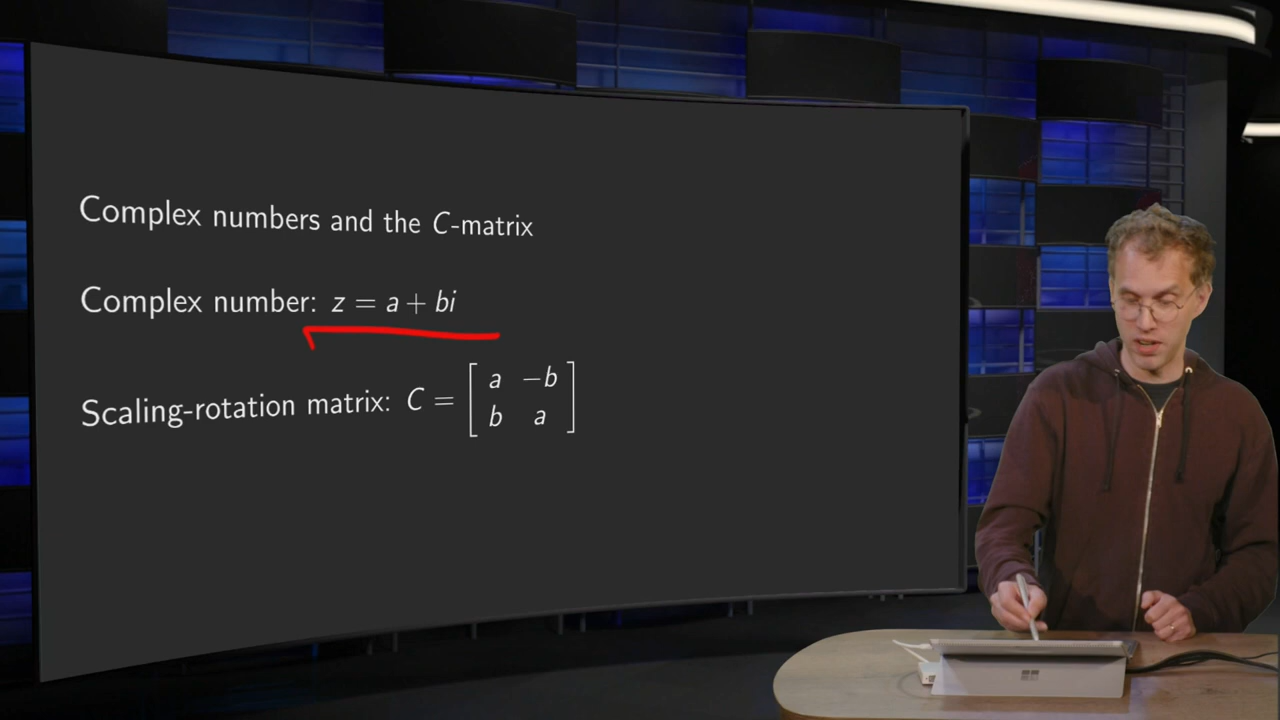 Complex numbers and the C-matrix
Complex number: z = a + bi
Scaling-rotation matrix: C = [ a −b ; b a ]